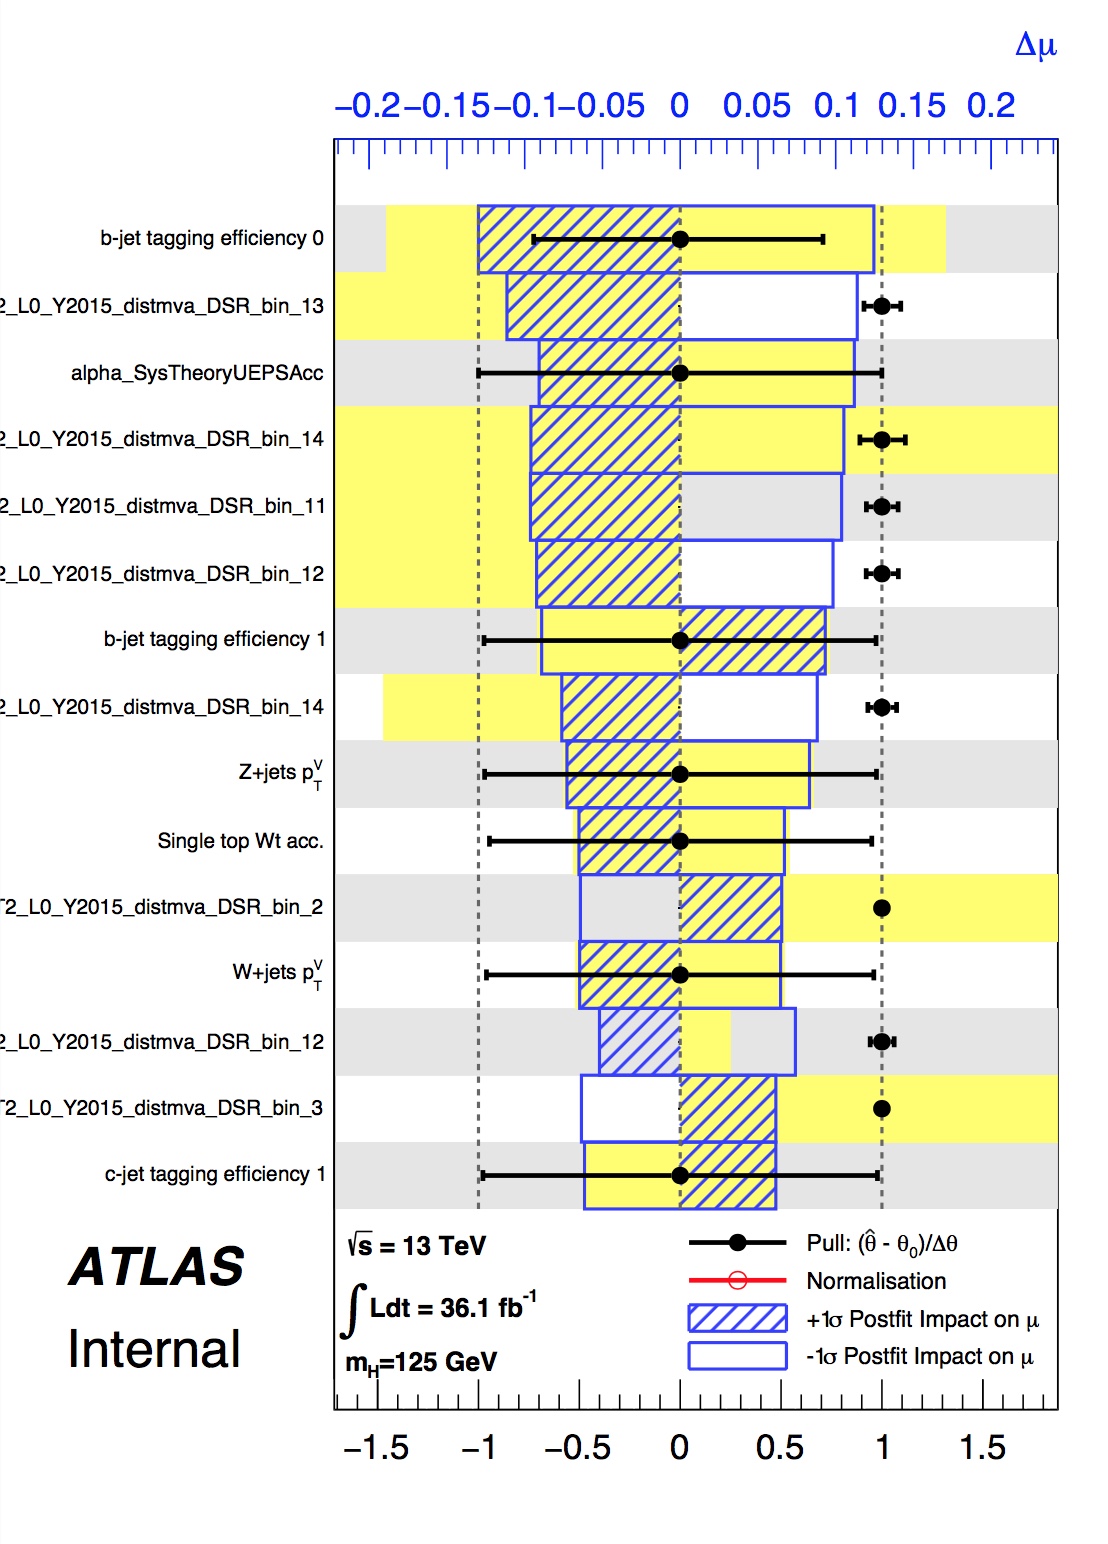 Δμ
−0.2 −0.15 −0.1 −0.05 0 0.05 0.1 0.15 0.2
b-jet tagging efficiency 0
2_L0_Y2015_distmva_DSR_bin_13
alpha_SysTheoryUEPSAcc
2_L0_Y2015_distmva_DSR_bin_14
2_L0_Y2015_distmva_DSR_bin_11
2_L0_Y2015_distmva_DSR_bin_12
b-jet tagging efficiency 1
2_L0_Y2015_distmva_DSR_bin_14
Z+jets p_T^V
Single top Wt acc.
T2_L0_Y2015_distmva_DSR_bin_2
W+jets p_T^V
2_L0_Y2015_distmva_DSR_bin_12
T2_L0_Y2015_distmva_DSR_bin_3
c-jet tagging efficiency 1
ATLAS
Internal
√s = 13 TeV
∫Ldt = 36.1 fb⁻¹
m_H=125 GeV
Pull: (θ̂ - θ₀)/Δθ
Normalisation
+1σ Postfit Impact on μ
-1σ Postfit Impact on μ
−1.5 −1 −0.5 0 0.5 1 1.5